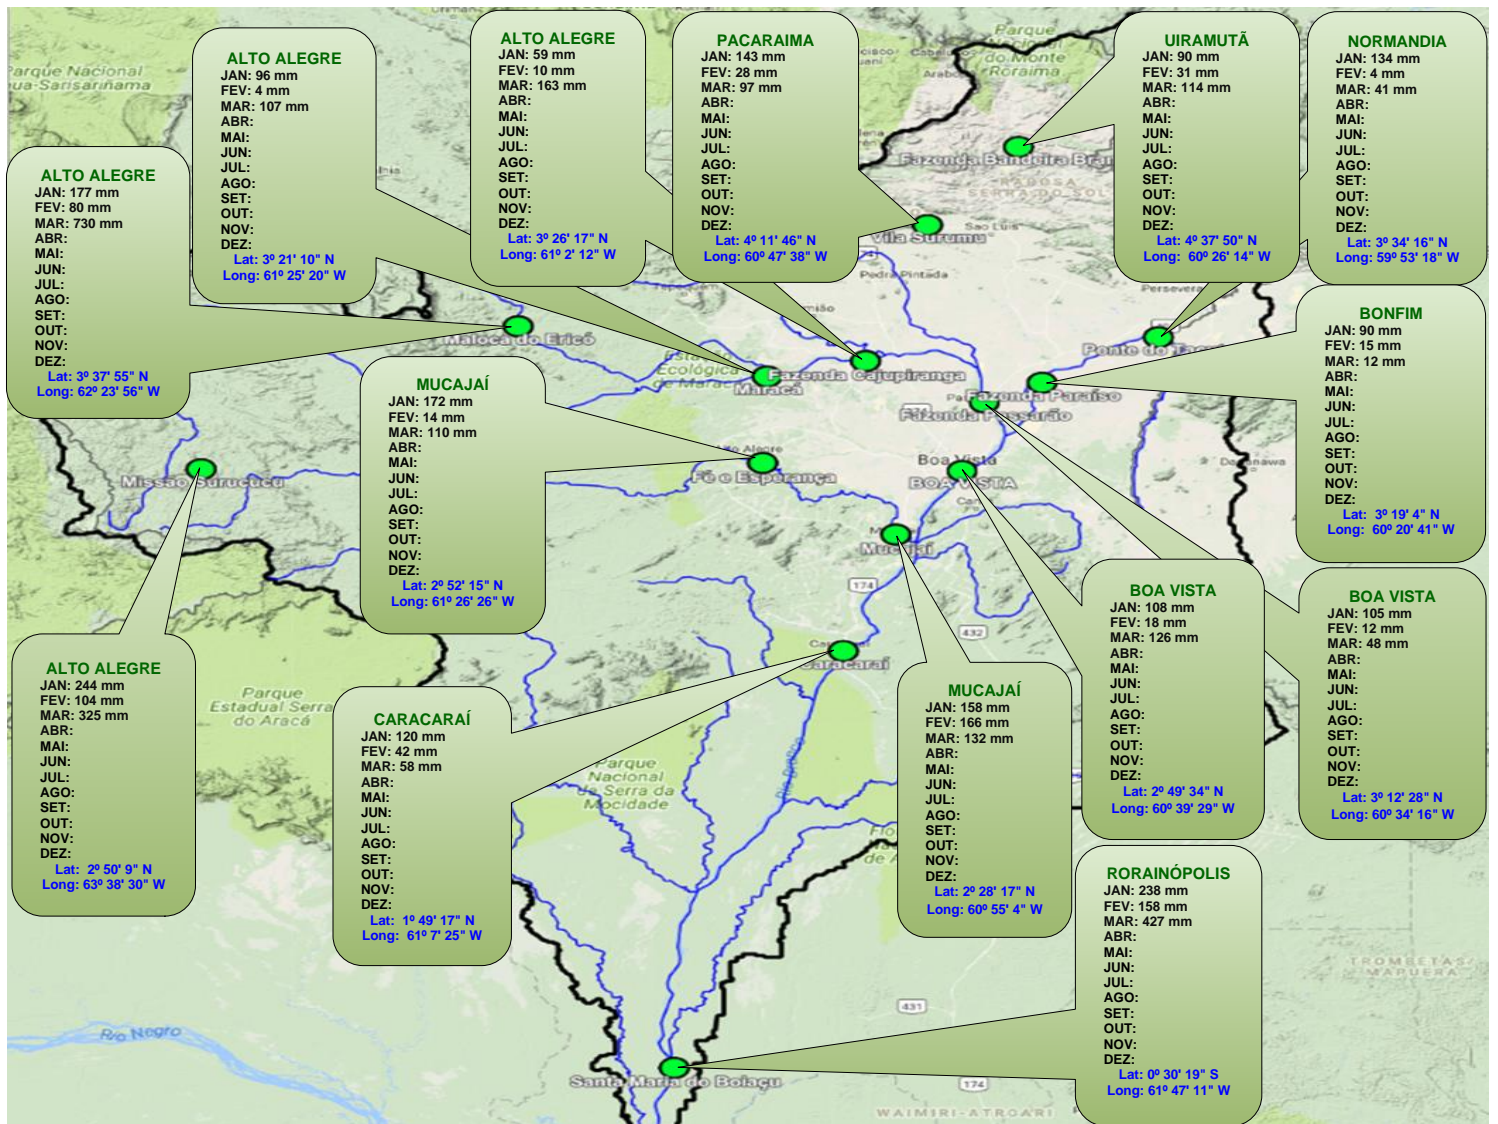 ALTO ALEGRE
JAN: 96 mm
FEV: 4 mm
MAR: 107 mm
ABR:
MAI:
JUN:
JUL:
AGO:
SET:
OUT:
NOV:
DEZ:
Lat: 3º 21' 10" N
Long: 61º 25' 20" W
ALTO ALEGRE
JAN: 59 mm
FEV: 10 mm
MAR: 163 mm
ABR:
MAI:
JUN:
JUL:
AGO:
SET:
OUT:
NOV:
DEZ:
Lat: 3º 26' 17" N
Long: 61º 2' 12" W
PACARAIMA
JAN: 143 mm
FEV: 28 mm
MAR: 97 mm
ABR:
MAI:
JUN:
JUL:
AGO:
SET:
OUT:
NOV:
DEZ:
Lat: 4º 11' 46" N
Long: 60º 47' 38" W
UIRAMUTÃ
JAN: 90 mm
FEV: 31 mm
MAR: 114 mm
ABR:
MAI:
JUN:
JUL:
AGO:
SET:
OUT:
NOV:
DEZ:
Lat: 4º 37' 50" N
Long: 60º 26' 14" W
NORMANDIA
JAN: 134 mm
FEV: 4 mm
MAR: 41 mm
ABR:
MAI:
JUN:
JUL:
AGO:
SET:
OUT:
NOV:
DEZ:
Lat: 3º 34' 16" N
Long: 59º 53' 18" W
ALTO ALEGRE
JAN: 177 mm
FEV: 80 mm
MAR: 730 mm
ABR:
MAI:
JUN:
JUL:
AGO:
SET:
OUT:
NOV:
DEZ:
Lat: 3º 37' 55" N
Long: 62º 23' 56" W
BONFIM
JAN: 90 mm
FEV: 15 mm
MAR: 12 mm
ABR:
MAI:
JUN:
JUL:
AGO:
SET:
OUT:
NOV:
DEZ:
Lat: 3º 19' 4" N
Long: 60º 20' 41" W
MUCAJAÍ
JAN: 172 mm
FEV: 14 mm
MAR: 110 mm
ABR:
MAI:
JUN:
JUL:
AGO:
SET:
OUT:
NOV:
DEZ:
Lat: 2º 52' 15" N
Long: 61º 26' 26" W
BOA VISTA
JAN: 108 mm
FEV: 18 mm
MAR: 126 mm
ABR:
MAI:
JUN:
JUL:
AGO:
SET:
OUT:
NOV:
DEZ:
Lat: 2º 49' 34" N
Long: 60º 39' 29" W
BOA VISTA
JAN: 105 mm
FEV: 12 mm
MAR: 48 mm
ABR:
MAI:
JUN:
JUL:
AGO:
SET:
OUT:
NOV:
DEZ:
Lat: 3º 12' 28" N
Long: 60º 34' 16" W
ALTO ALEGRE
JAN: 244 mm
FEV: 104 mm
MAR: 325 mm
ABR:
MAI:
JUN:
JUL:
AGO:
SET:
OUT:
NOV:
DEZ:
Lat: 2º 50' 9" N
Long: 63º 38' 30" W
CARACARAÍ
JAN: 120 mm
FEV: 42 mm
MAR: 58 mm
ABR:
MAI:
JUN:
JUL:
AGO:
SET:
OUT:
NOV:
DEZ:
Lat: 1º 49' 17" N
Long: 61º 7' 25" W
MUCAJAÍ
JAN: 158 mm
FEV: 166 mm
MAR: 132 mm
ABR:
MAI:
JUN:
JUL:
AGO:
SET:
OUT:
NOV:
DEZ:
Lat: 2º 28' 17" N
Long: 60º 55' 4" W
RORAINÓPOLIS
JAN: 238 mm
FEV: 158 mm
MAR: 427 mm
ABR:
MAI:
JUN:
JUL:
AGO:
SET:
OUT:
NOV:
DEZ:
Lat: 0º 30' 19" S
Long: 61º 47' 11" W
Parque Nacional
Parque
do Monte
Roraima
Fazenda Bandeira
RAPOSA
SERRA DO SOL
Vila Surumu
Sao Luis
Pedra Pintada
Maloca do Ericó
Estação
Ecológica
de Maracá
Maracá
Fazenda Cajupiranga
Fazenda Paraíso
Fazenda Passarão
Ponte do
Missão Surucucu
Alto Alegre
Fé e Esperança
Boa Vista
BOA VISTA
Mucajaí
174
432
Caracaraí
Parque
Estadual Serra
do Aracá
Parque
Nacional
da Serra da
Mocidade
Rio Branco
Rio Negro
431
174
Santa Maria do Boiaçu
WAIMIRI-ATROARI
TROMBETAS/
MAPUERA